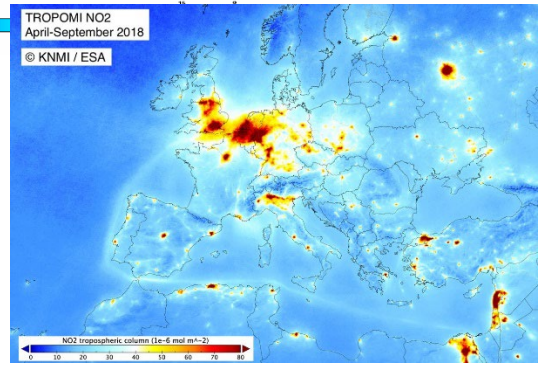 TROPOMI NO2
April-September 2018
© KNMI / ESA
NO2 tropospheric column (1e-6 mol m^-2)
0 10 20 30 40 50 60 70 80